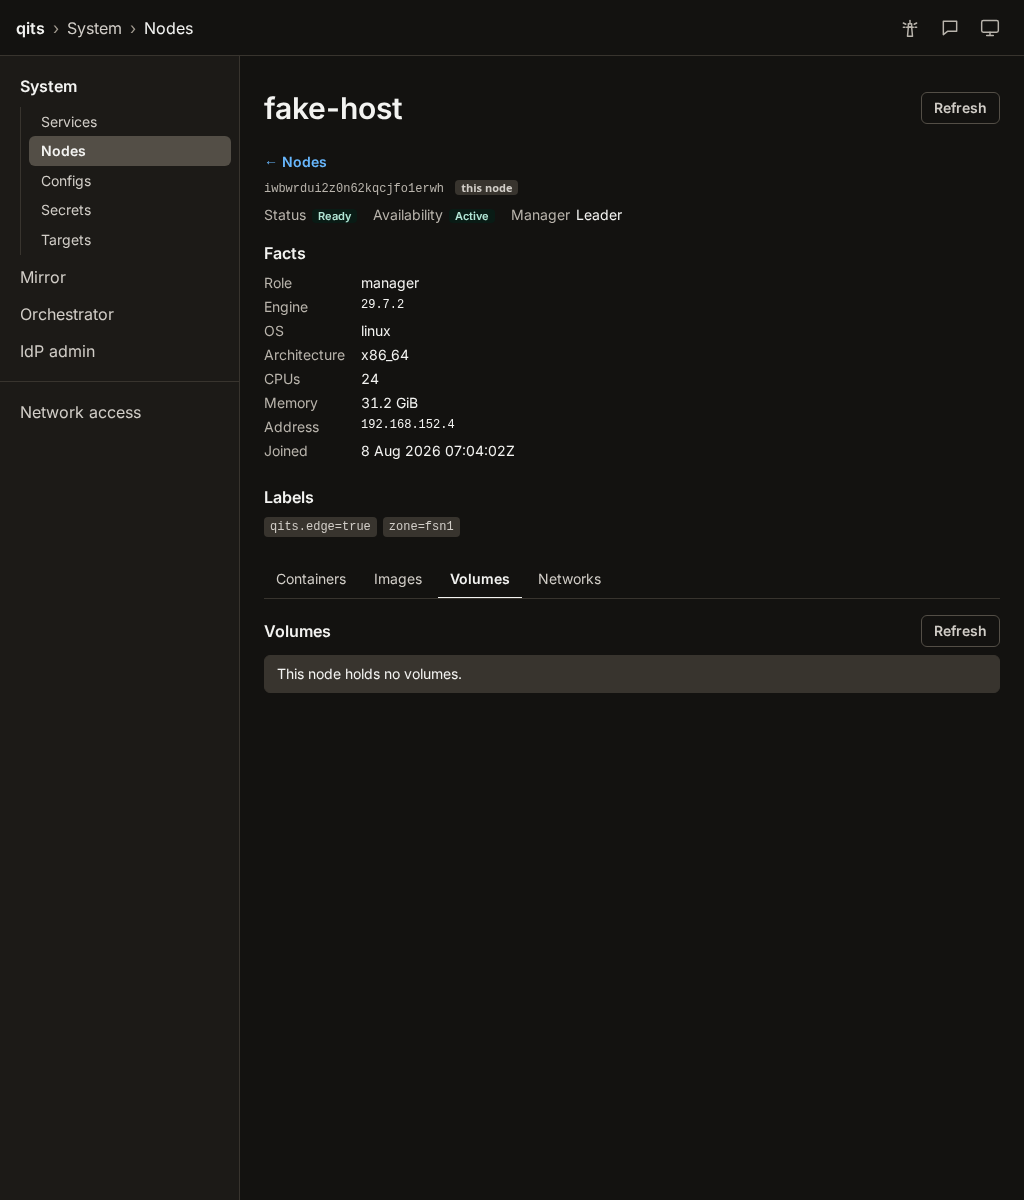 qits › System › Nodes
System
Services
Nodes
Configs
Secrets
Targets
Mirror
Orchestrator
IdP admin
Network access
fake-host
Refresh
← Nodes
iwbwrdui2z0n62kqcjfo1erwh this node
Status Ready Availability Active Manager Leader
Facts
Role manager
Engine 29.7.2
OS linux
Architecture x86_64
CPUs 24
Memory 31.2 GiB
Address 192.168.152.4
Joined 8 Aug 2026 07:04:02Z
Labels
qits.edge=true zone=fsn1
Containers Images Volumes Networks
Volumes Refresh
This node holds no volumes.